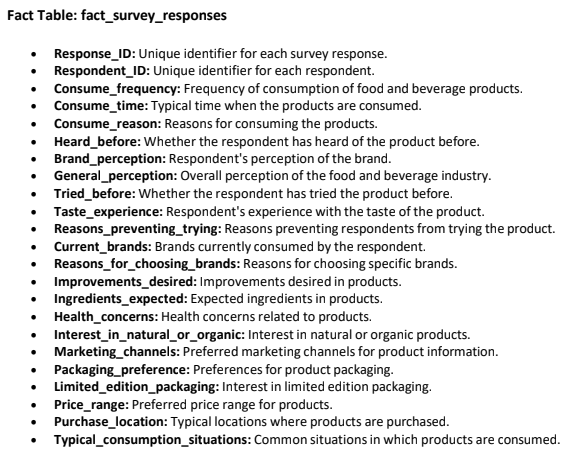 Fact Table: fact_survey_responses
• Response_ID: Unique identifier for each survey response.
• Respondent_ID: Unique identifier for each respondent.
• Consume_frequency: Frequency of consumption of food and beverage products.
• Consume_time: Typical time when the products are consumed.
• Consume_reason: Reasons for consuming the products.
• Heard_before: Whether the respondent has heard of the product before.
• Brand_perception: Respondent's perception of the brand.
• General_perception: Overall perception of the food and beverage industry.
• Tried_before: Whether the respondent has tried the product before.
• Taste_experience: Respondent's experience with the taste of the product.
• Reasons_preventing_trying: Reasons preventing respondents from trying the product.
• Current_brands: Brands currently consumed by the respondent.
• Reasons_for_choosing_brands: Reasons for choosing specific brands.
• Improvements_desired: Improvements desired in products.
• Ingredients_expected: Expected ingredients in products.
• Health_concerns: Health concerns related to products.
• Interest_in_natural_or_organic: Interest in natural or organic products.
• Marketing_channels: Preferred marketing channels for product information.
• Packaging_preference: Preferences for product packaging.
• Limited_edition_packaging: Interest in limited edition packaging.
• Price_range: Preferred price range for products.
• Purchase_location: Typical locations where products are purchased.
• Typical_consumption_situations: Common situations in which products are consumed.